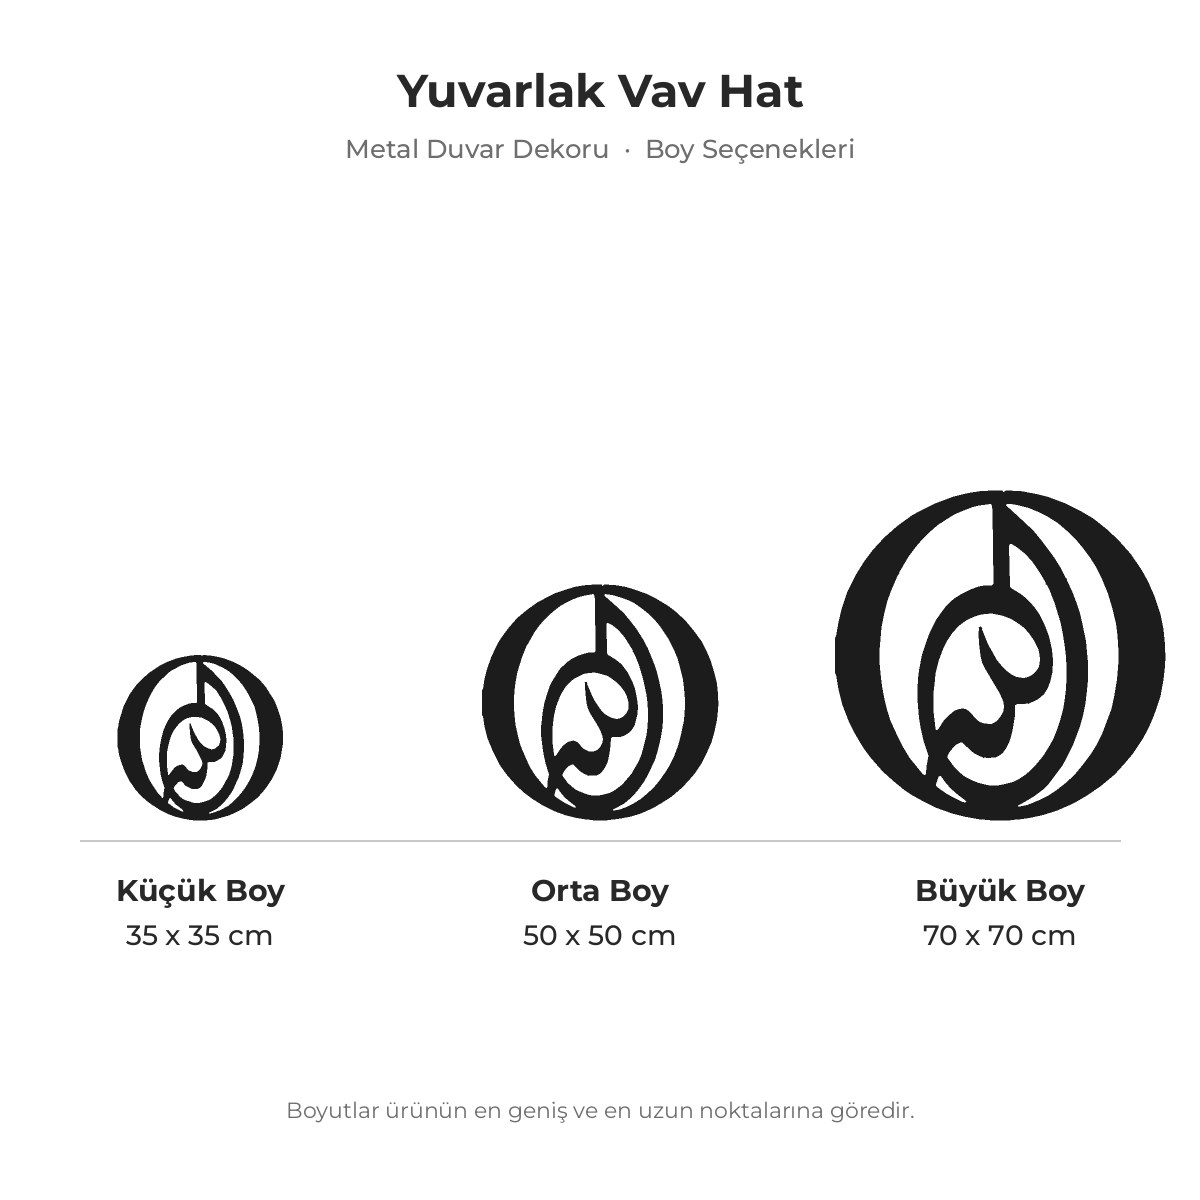 Yuvarlak Vav Hat
Metal Duvar Dekoru · Boy Seçenekleri
Küçük Boy
35 x 35 cm
Orta Boy
50 x 50 cm
Büyük Boy
70 x 70 cm
Boyutlar ürünün en geniş ve en uzun noktalarına göredir.